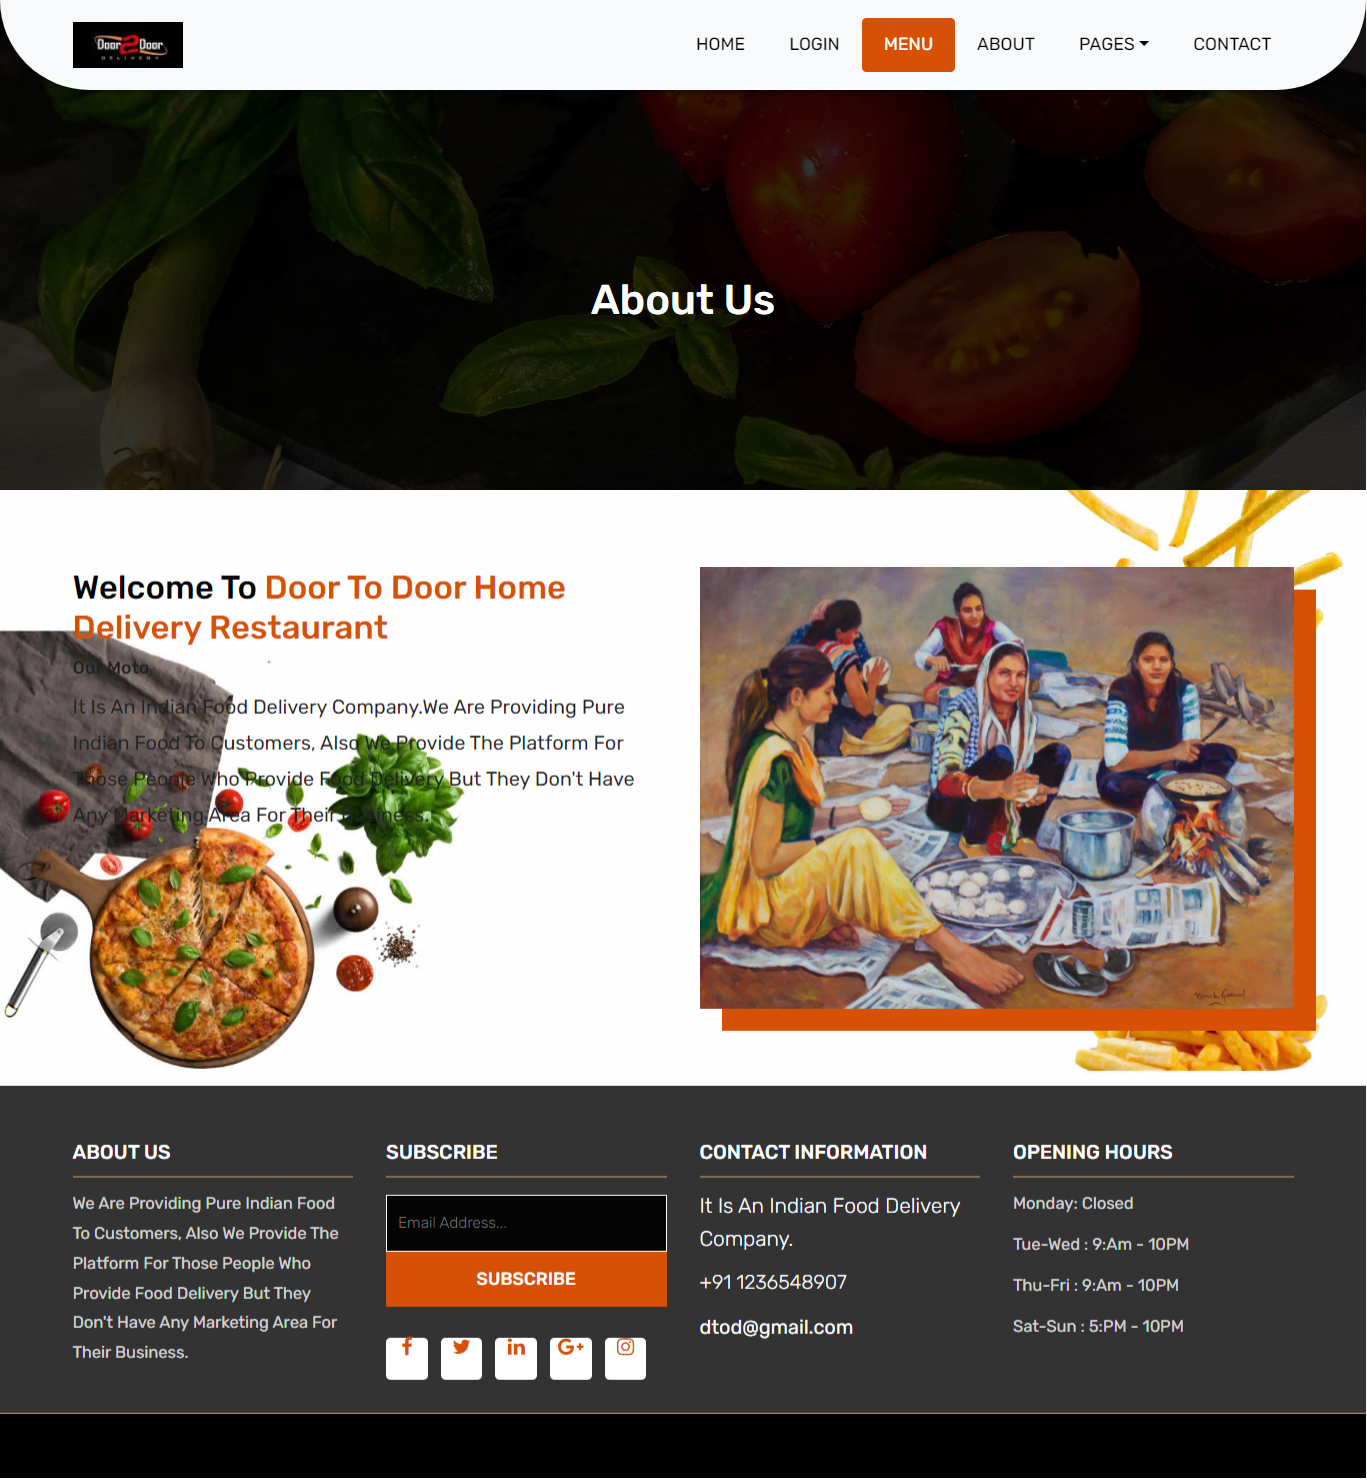 Door 2 Door
DELIVERY
HOME
LOGIN
MENU
ABOUT
PAGES
CONTACT
About Us
Welcome To Door To Door Home
Delivery Restaurant
Our Moto
It Is An Indian Food Delivery Company.We Are Providing Pure
Indian Food To Customers, Also We Provide The Platform For
Those People Who Provide Food Delivery But They Don't Have
Any Marketing Area For Their Business.
ABOUT US
We Are Providing Pure Indian Food
To Customers, Also We Provide The
Platform For Those People Who
Provide Food Delivery But They
Don't Have Any Marketing Area For
Their Business.
SUBSCRIBE
Email Address...
SUBSCRIBE
CONTACT INFORMATION
It Is An Indian Food Delivery
Company.
+91 1236548907
dtod@gmail.com
OPENING HOURS
Monday: Closed
Tue-Wed : 9:Am - 10PM
Thu-Fri : 9:Am - 10PM
Sat-Sun : 5:PM - 10PM